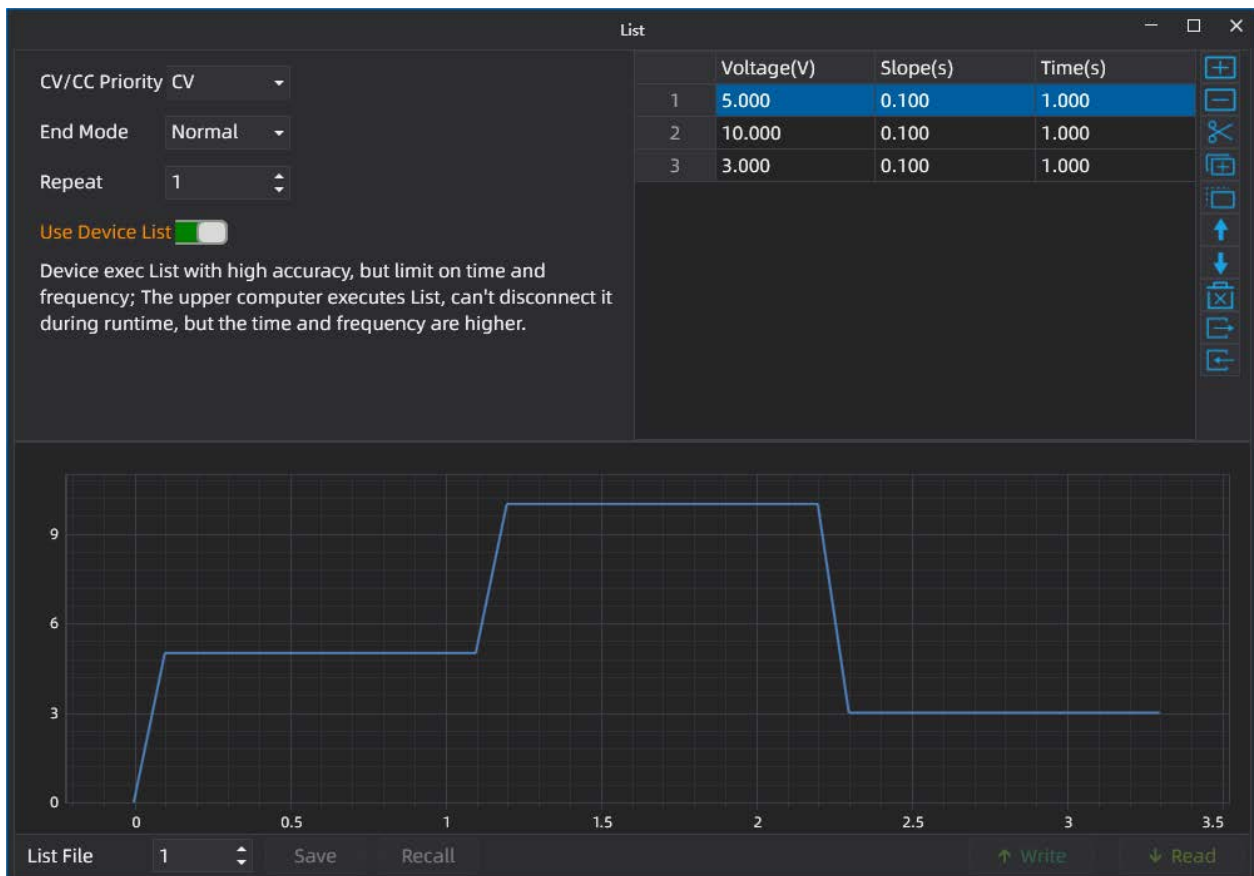 List
CV/CC Priority CV
End Mode Normal
Repeat 1
Use Device List
Device exec List with high accuracy, but limit on time and
frequency; The upper computer executes List, can't disconnect it
during runtime, but the time and frequency are higher.
Voltage(V) Slope(s) Time(s)
1 5.000 0.100 1.000
2 10.000 0.100 1.000
3 3.000 0.100 1.000
9
6
3
0
0 0.5 1 1.5 2 2.5 3 3.5
List File 1 Save Recall Write Read